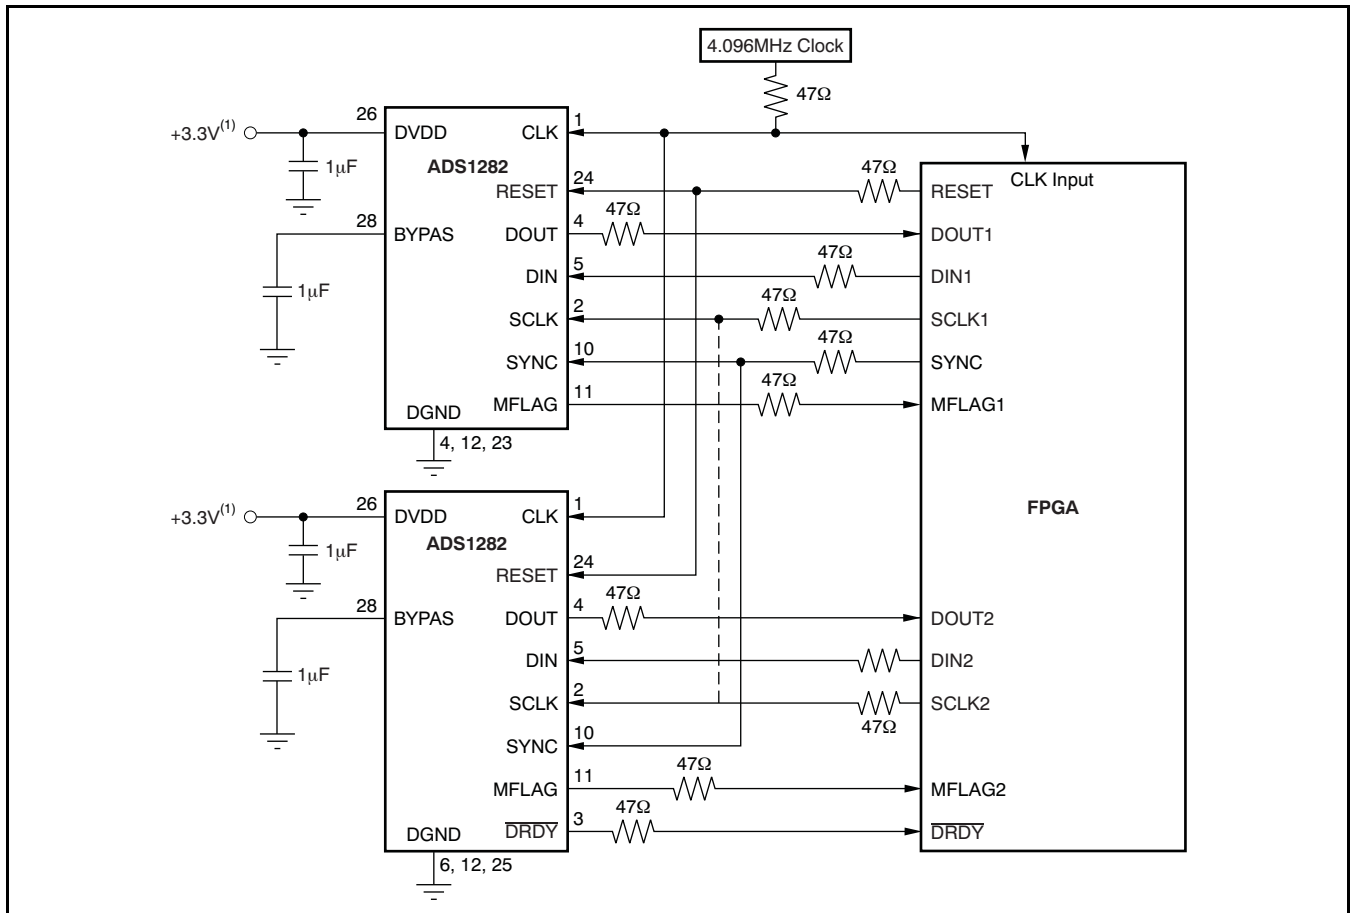 4.096MHz Clock
47Ω
+3.3V(1)
26
DVDD
CLK
1
ADS1282
1μF
RESET
24
47Ω
RESET
CLK Input
28
BYPAS
DOUT
4
47Ω
DOUT1
1μF
DIN
5
47Ω
DIN1
SCLK
2
47Ω
SCLK1
SYNC
10
47Ω
SYNC
MFLAG
11
47Ω
MFLAG1
DGND
4, 12, 23
FPGA
+3.3V(1)
26
DVDD
CLK
1
ADS1282
1μF
RESET
24
28
BYPAS
DOUT
4
47Ω
DOUT2
1μF
DIN
5
DIN2
SCLK
2
47Ω
SCLK2
SYNC
10
MFLAG
11
47Ω
MFLAG2
DGND
6, 12, 25
DRDY
3
47Ω
DRDY